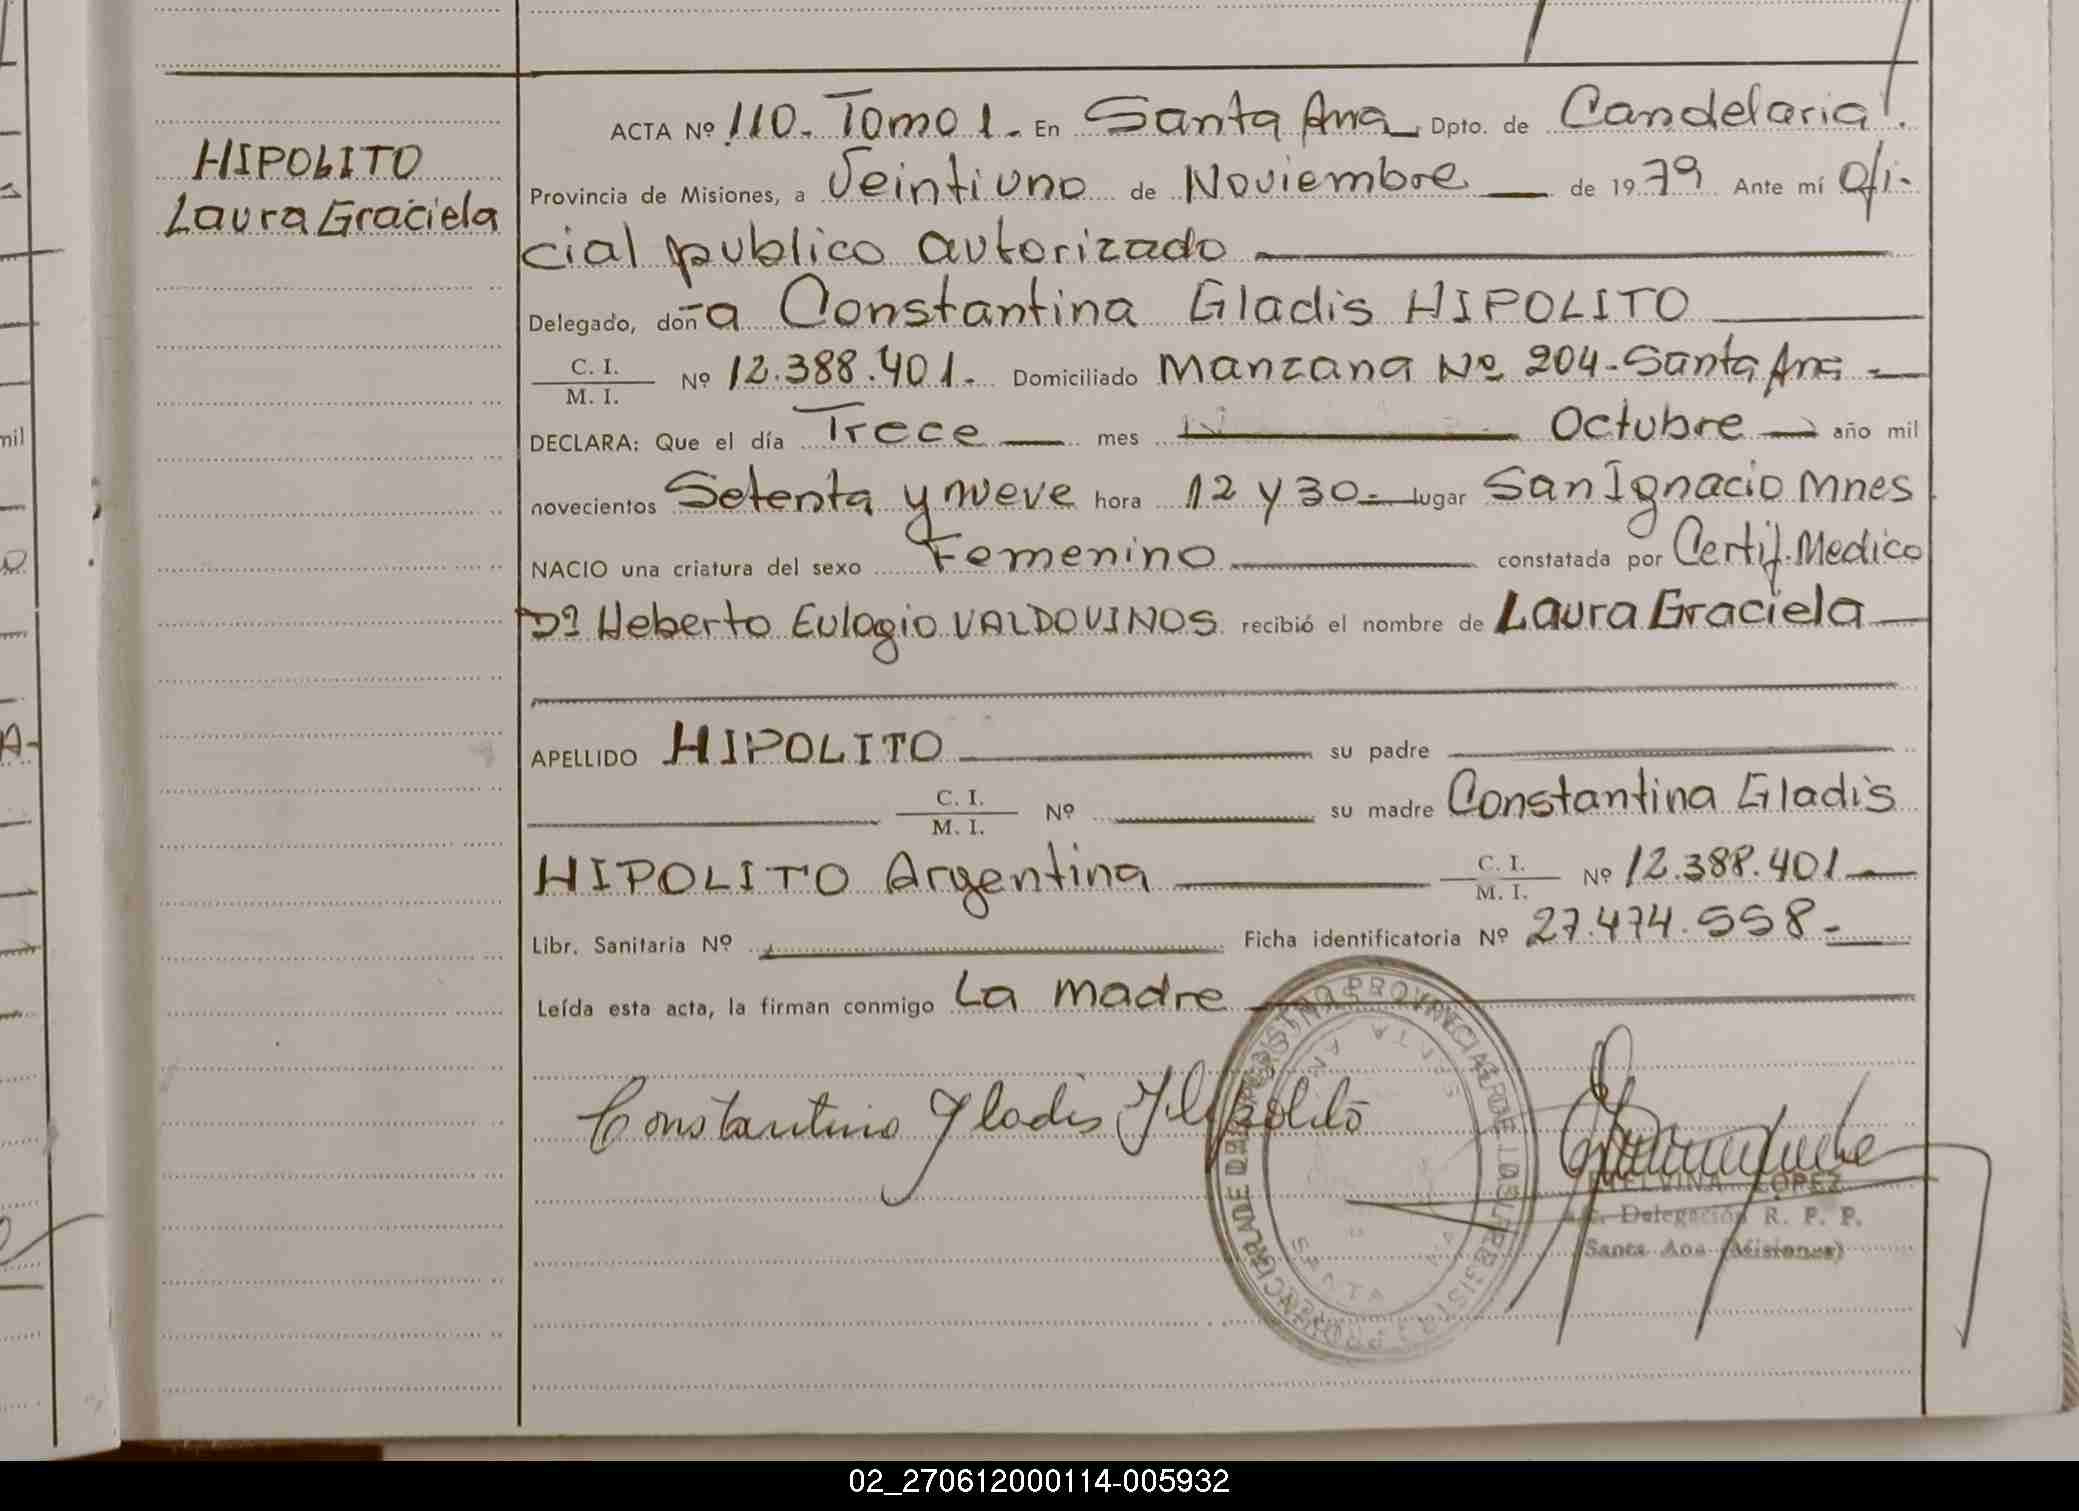 HIPOLITO
Laura Graciela
ACTA Nº 110. Tomo 1. En Santa Ana Dpto. de Candelaria.
Provincia de Misiones, a Veintiuno de Noviembre de 1979 Ante mí Ofi-
cial publico autorizado
Delegado, don-a Constantina Gladis HIPOLITO
C. I.
M. I. Nº 12.388.401. Domiciliado Manzana Nº 204-Santa Ana
DECLARA: Que el día Trece mes Octubre año mil
novecientos Setenta y nueve hora 12 y 30 lugar San Ignacio Mnes
NACIO una criatura del sexo Femenino constatada por Certif. Medico
Dº Heberto Eulogio VALDOVINOS recibió el nombre de Laura Graciela
APELLIDO HIPOLITO su padre
C. I.
M. I. Nº su madre Constantina Gladis
HIPOLITO Argentina C. I.
M. I. Nº 12.388.401
Libr. Sanitaria Nº Ficha identificatoria Nº 27.474.558-
Leída esta acta, la firman conmigo La madre
Constantina Gladis Hipolito
LOPEZ
Delegación R. P. P.
Santa Ana (Misiones)
02_270612000114-005932